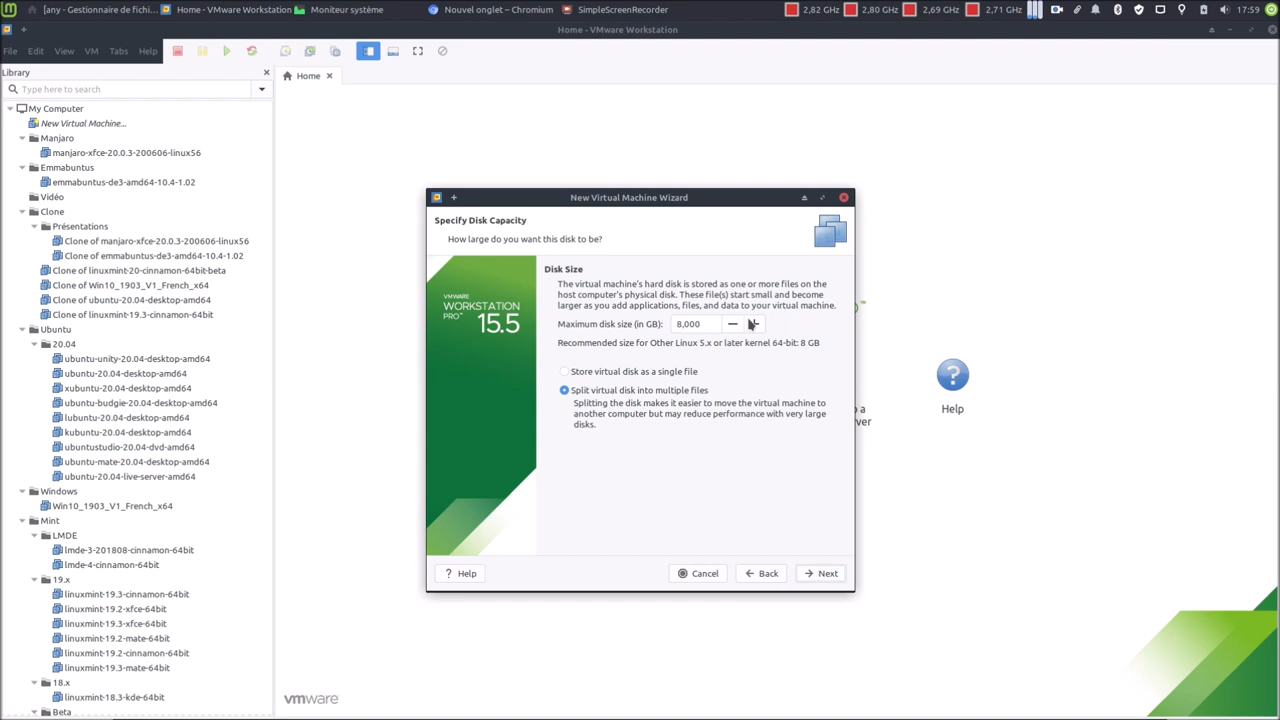 [any - Gestionnaire de fichi...
Home - VMware Workstation
Moniteur système
Nouvel onglet - Chromium
SimpleScreenRecorder
2,82 GHz
2,80 GHz
2,69 GHz
2,71 GHz
17:59
Home - VMware Workstation
File Edit View VM Tabs Help
Library
Home
Type here to search
My Computer
New Virtual Machine...
Manjaro
manjaro-xfce-20.0.3-200606-linux56
Emmabuntus
emmabuntus-de3-amd64-10.4-1.02
Vidéo
Clone
Présentations
Clone of manjaro-xfce-20.0.3-200606-linux56
Clone of emmabuntus-de3-amd64-10.4-1.02
Clone of linuxmint-20-cinnamon-64bit-beta
Clone of Win10_1903_V1_French_x64
Clone of ubuntu-20.04-desktop-amd64
Clone of linuxmint-19.3-cinnamon-64bit
Ubuntu
20.04
ubuntu-unity-20.04-desktop-amd64
ubuntu-20.04-desktop-amd64
xubuntu-20.04-desktop-amd64
ubuntu-budgie-20.04-desktop-amd64
lubuntu-20.04-desktop-amd64
kubuntu-20.04-desktop-amd64
ubuntustudio-20.04-dvd-amd64
ubuntu-mate-20.04-desktop-amd64
ubuntu-20.04-live-server-amd64
Windows
Win10_1903_V1_French_x64
Mint
LMDE
lmde-3-201808-cinnamon-64bit
lmde-4-cinnamon-64bit
19.x
linuxmint-19.3-cinnamon-64bit
linuxmint-19.2-xfce-64bit
linuxmint-19.3-xfce-64bit
linuxmint-19.2-mate-64bit
linuxmint-19.2-cinnamon-64bit
linuxmint-19.3-mate-64bit
18.x
linuxmint-18.3-kde-64bit
Beta
New Virtual Machine Wizard
Specify Disk Capacity
How large do you want this disk to be?
VMWARE
WORKSTATION
PRO™
15.5
Disk Size
The virtual machine's hard disk is stored as one or more files on the
host computer's physical disk. These file(s) start small and become
larger as you add applications, files, and data to your virtual machine.
Maximum disk size (in GB): 8,000
Recommended size for Other Linux 5.x or later kernel 64-bit: 8 GB
Store virtual disk as a single file
Split virtual disk into multiple files
Splitting the disk makes it easier to move the virtual machine to
another computer but may reduce performance with very large
disks.
? Help
Cancel
Back
Next
™
?
Help
o a
ver
vmware